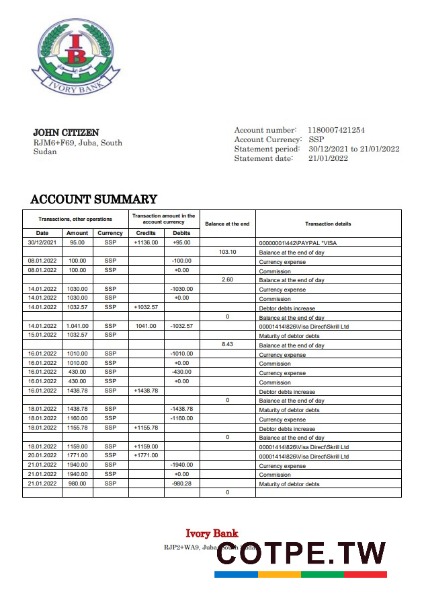 I
B
IVORY BANK
JOHN CITIZEN
RJM6+F69, Juba, South
Sudan
Account number: 1180007421254
Account Currency: SSP
Statement period: 30/12/2021 to 21/01/2022
Statement date: 21/01/2022
ACCOUNT SUMMARY
Transactions, other operations Transaction amount in the account currency Balance at the end Transaction details
Date Amount Currency Credits Debits
30/12/2021 95.00 SSP +1136.00 +95.00 00000001\442\PAYPAL *VISA
103.10 Balance at the end of day
08.01.2022 100.00 SSP -100.00 Currency expense
08.01.2022 100.00 SSP +0.00 Commission
2.60 Balance at the end of day
14.01.2022 1030.00 SSP -1030.00 Currency expense
14.01.2022 1030.00 SSP +0.00 Commission
14.01.2022 1032.57 SSP +1032.57 Debtor debts increase
0 Balance at the end of day
14.01.2022 1.041.00 SSP 1041.00 -1032.57 00001414\826\Visa Direct\Skrill Ltd
15.01.2022 1032.57 SSP Maturity of debtor debts
8.43 Balance at the end of day
16.01.2022 1010.00 SSP -1010.00 Currency expense
16.01.2022 1010.00 SSP +0.00 Commission
16.01.2022 430.00 SSP -430.00 Currency expense
16.01.2022 430.00 SSP +0.00 Commission
16.01.2022 1438.78 SSP +1438.78 Debtor debts increase
0 Balance at the end of day
18.01.2022 1438.78 SSP -1438.78 Maturity of debtor debts
18.01.2022 1160.00 SSP -1160.00 Currency expense
18.01.2022 1155.78 SSP +1155.78 Debtor debts increase
0 Balance at the end of day
18.01.2022 1159.00 SSP +1159.00 00001414\826\Visa Direct\Skrill Ltd
20.01.2022 1771.00 SSP +1771.00 00001414\826\Visa Direct\Skrill Ltd
21.01.2022 1940.00 SSP -1940.00 Currency expense
21.01.2022 1940.00 SSP +0.00 Commission
21.01.2022 980.00 SSP -980.28 Maturity of debtor debts
0
Ivory Bank
RJP2+WA9, Juba, South Sudan
COTPE.TW